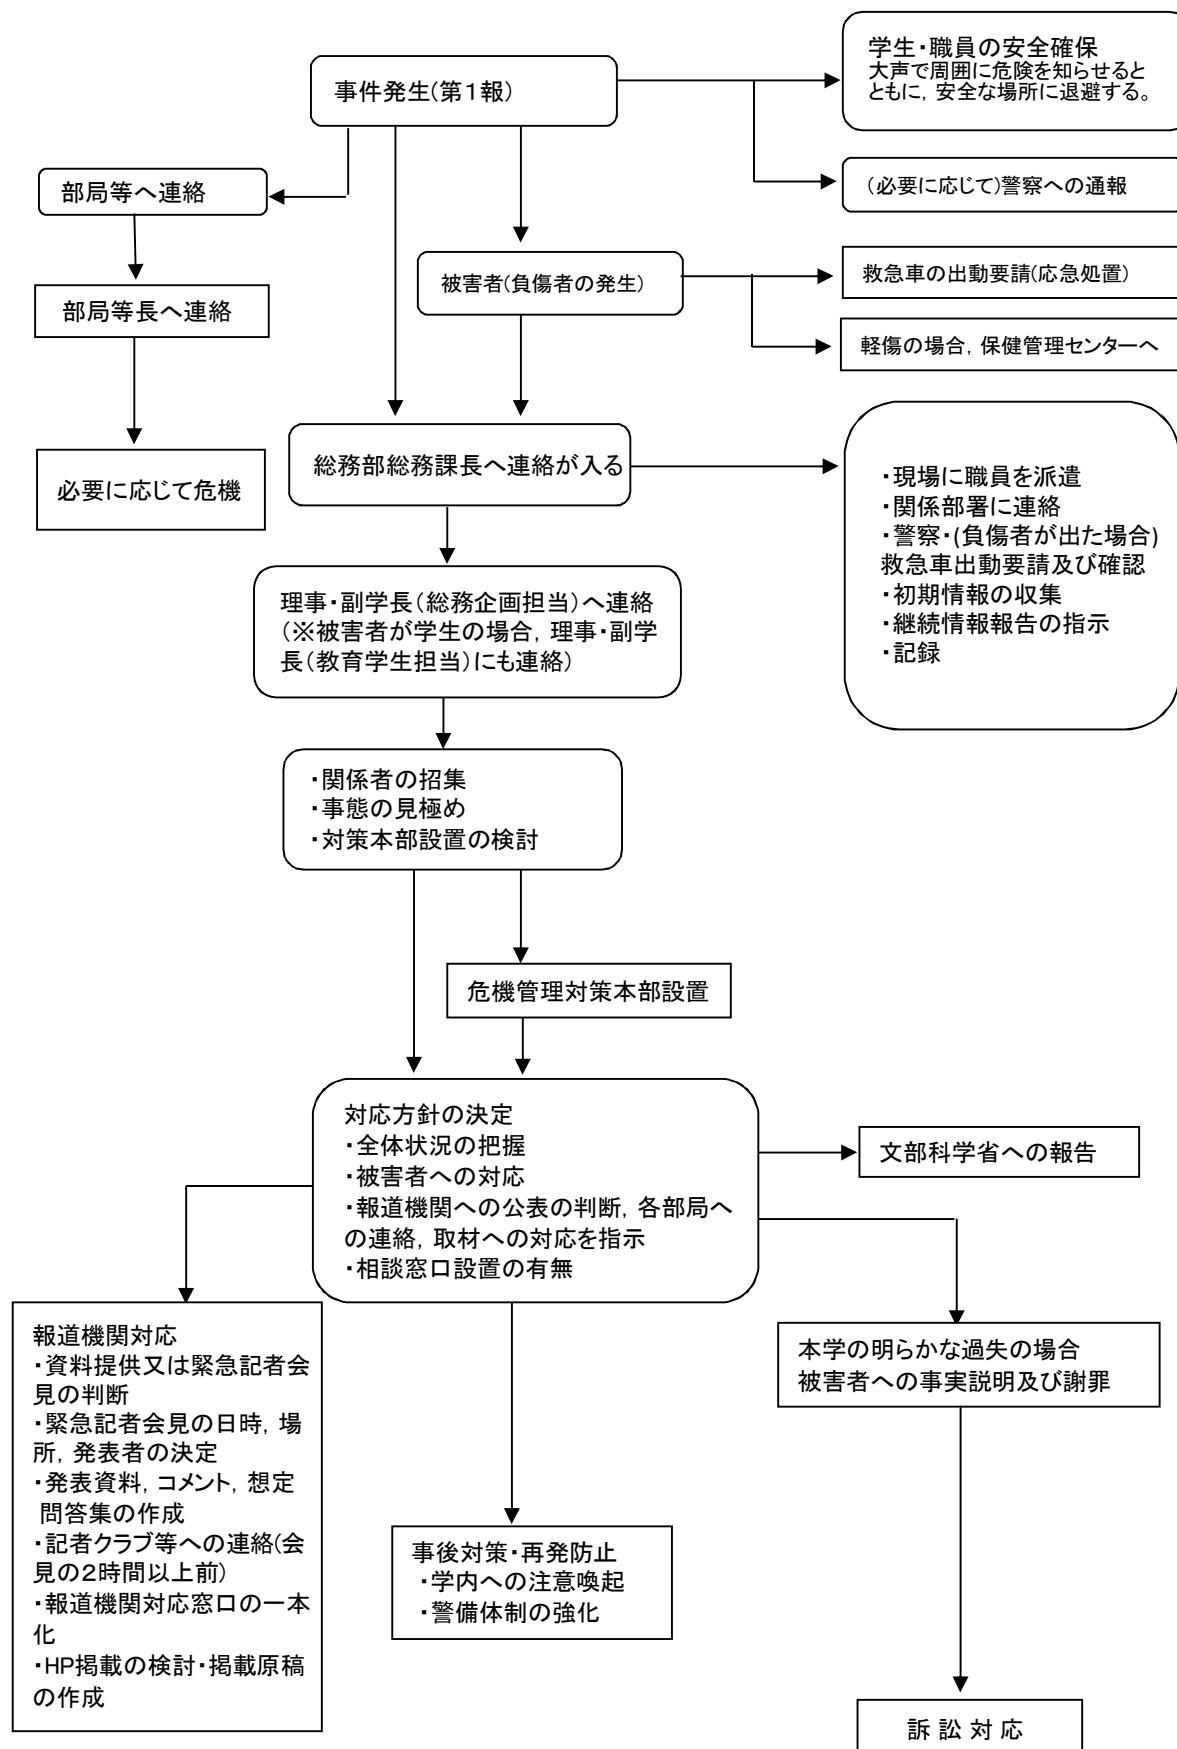 学生・職員の安全確保
大声で周囲に危険を知らせると
ともに，安全な場所に退避する。
事件発生(第１報)
部局等へ連絡
（必要に応じて)警察への通報
被害者(負傷者の発生)
救急車の出動要請(応急処置)
部局等長へ連絡
軽傷の場合，保健管理センターへ
総務部総務課長へ連絡が入る
必要に応じて危機
・現場に職員を派遣
・関係部署に連絡
・警察・(負傷者が出た場合)
救急車出動要請及び確認
・初期情報の収集
・継続情報報告の指示
・記録
理事・副学長（総務企画担当）へ連絡
（※被害者が学生の場合，理事・副学
長（教育学生担当）にも連絡）
・関係者の招集
・事態の見極め
・対策本部設置の検討
危機管理対策本部設置
対応方針の決定
・全体状況の把握
・被害者への対応
・報道機関への公表の判断，各部局へ
の連絡，取材への対応を指示
・相談窓口設置の有無
文部科学省への報告
報道機関対応
・資料提供又は緊急記者会
見の判断
・緊急記者会見の日時，場
所，発表者の決定
・発表資料，コメント，想定
問答集の作成
・記者クラブ等への連絡(会
見の２時間以上前)
・報道機関対応窓口の一本
化
・HP掲載の検討・掲載原稿
の作成
本学の明らかな過失の場合
被害者への事実説明及び謝罪
事後対策・再発防止
・学内への注意喚起
・警備体制の強化
訴 訟 対 応